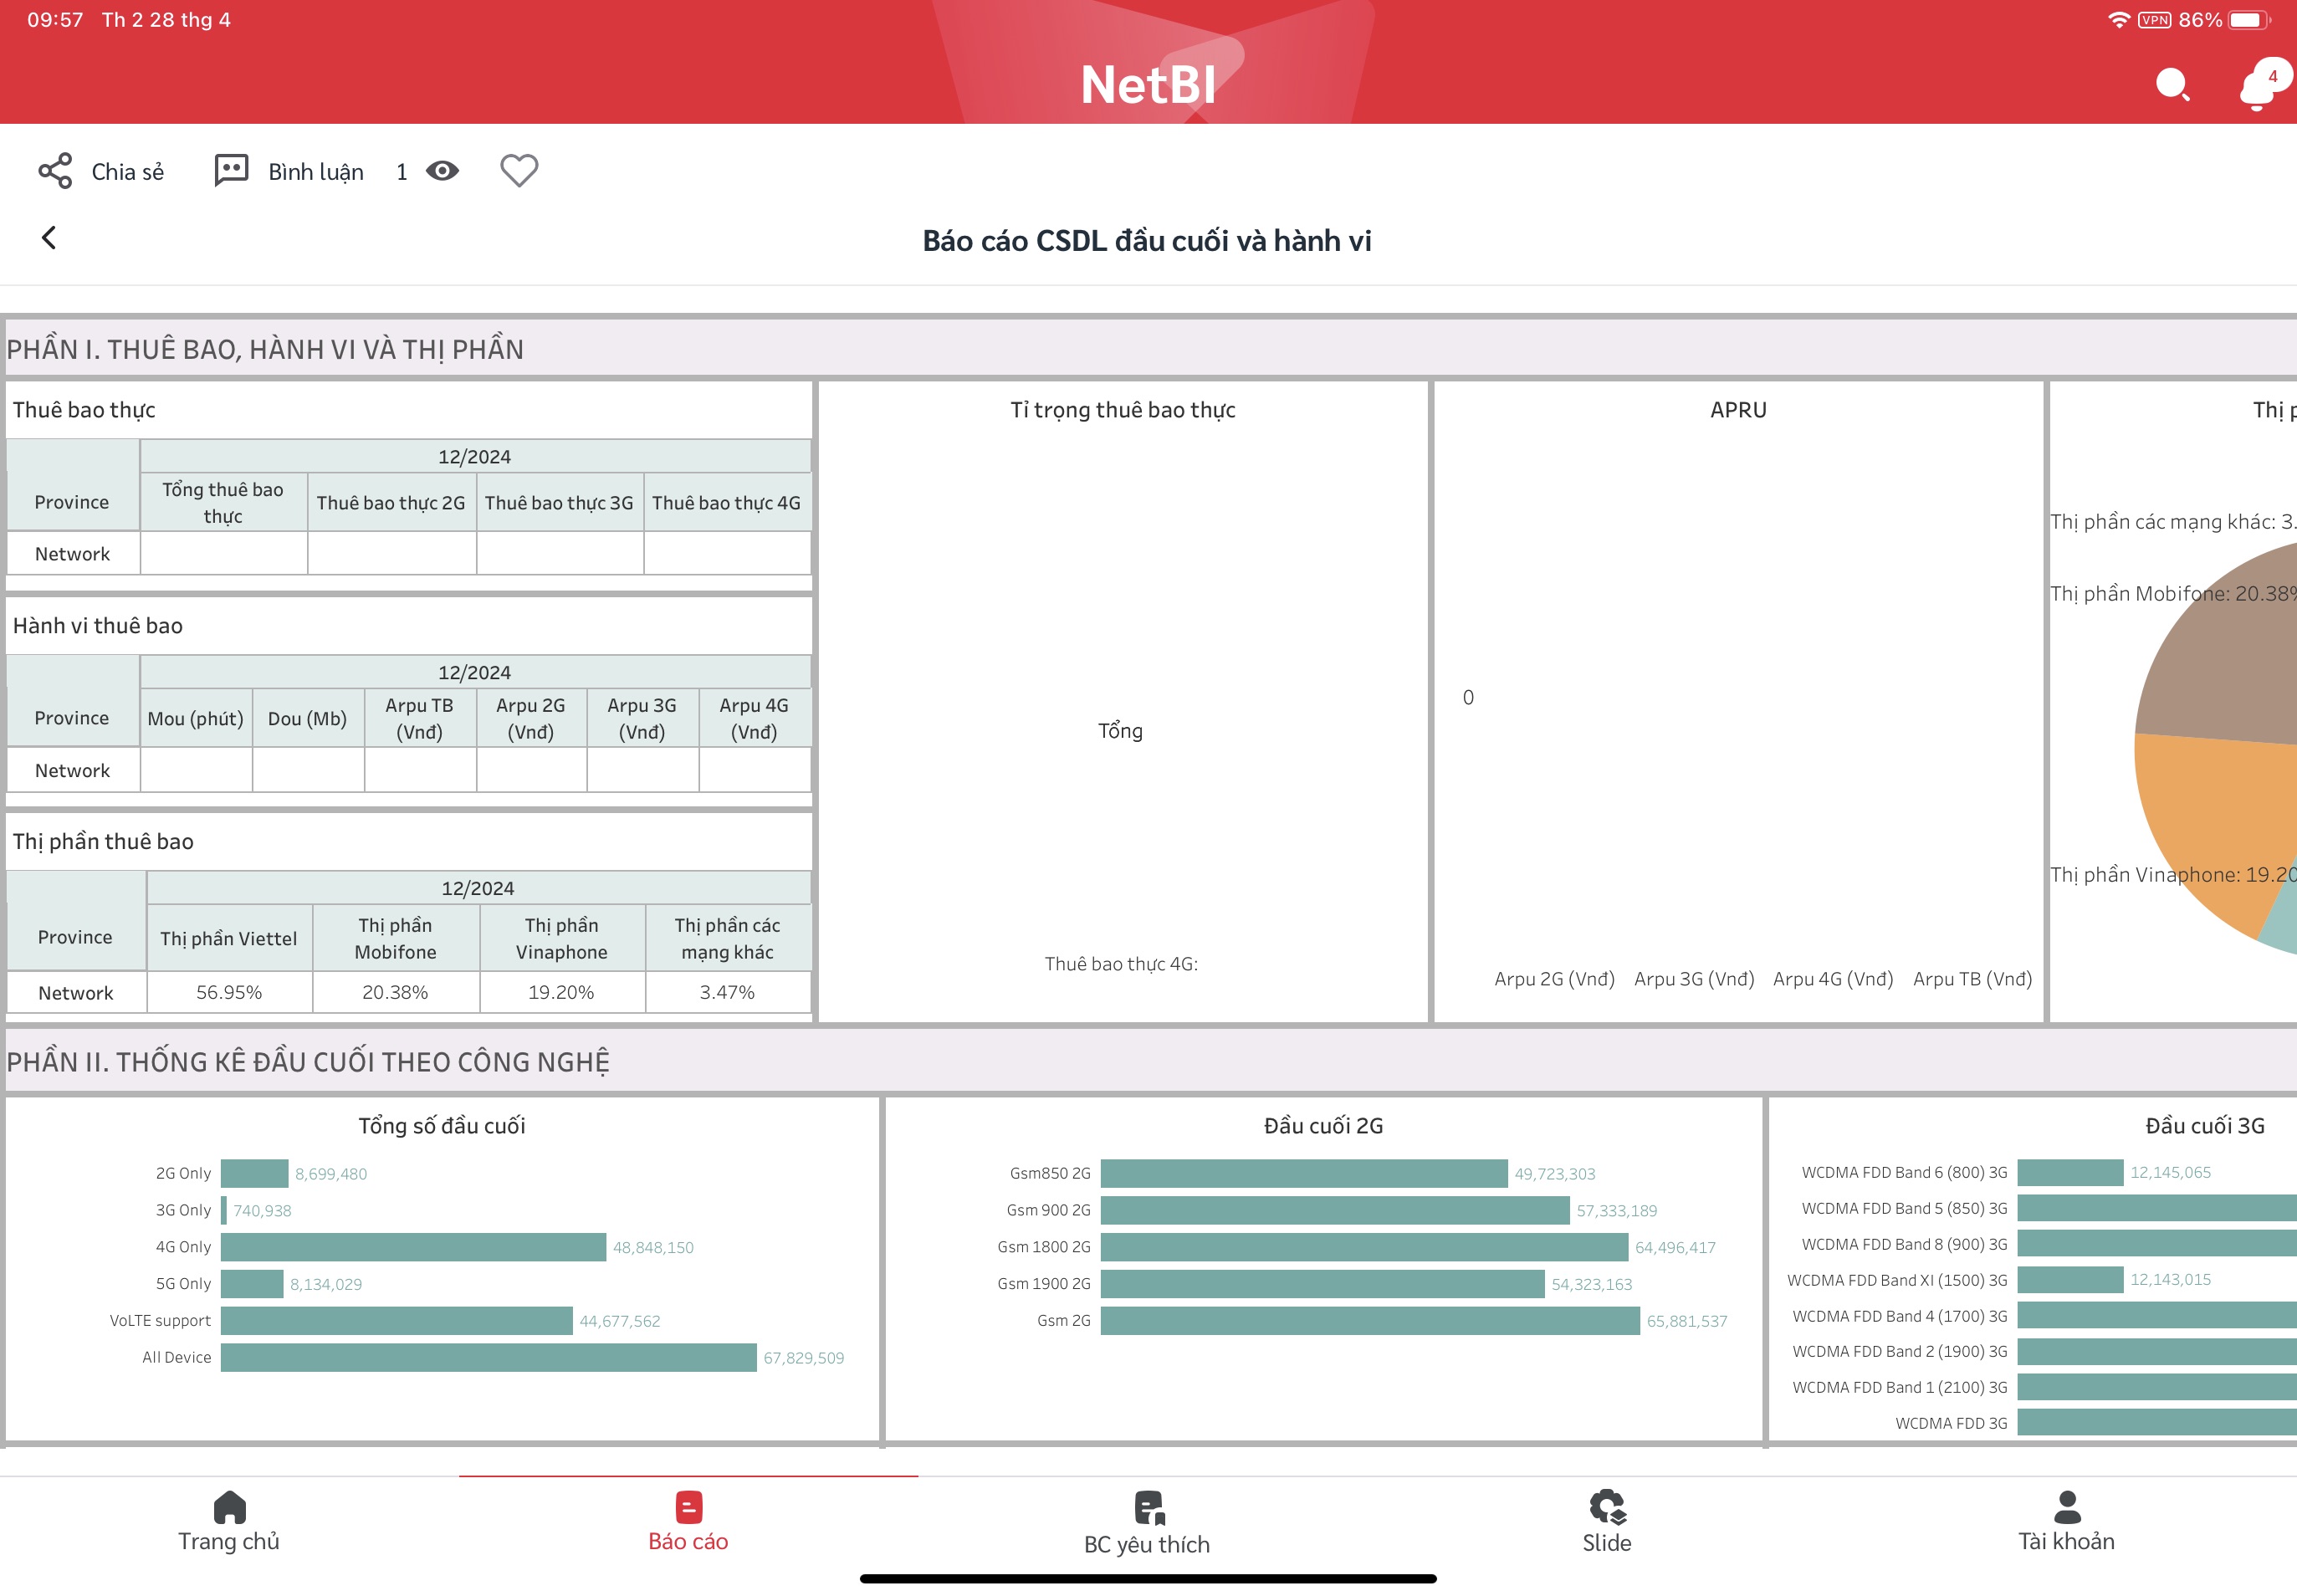 09:57 Th 2 28 thg 4
VPN 86%
NetBI
4
Chia sẻ Bình luận 1
Báo cáo CSDL đầu cuối và hành vi
PHẦN I. THUÊ BAO, HÀNH VI VÀ THỊ PHẦN
Thuê bao thực
12/2024
Province Tổng thuê bao thực Thuê bao thực 2G Thuê bao thực 3G Thuê bao thực 4G
Network
Hành vi thuê bao
12/2024
Province Mou (phút) Dou (Mb) Arpu TB (Vnđ) Arpu 2G (Vnđ) Arpu 3G (Vnđ) Arpu 4G (Vnđ)
Network
Thị phần thuê bao
12/2024
Province Thị phần Viettel Thị phần Mobifone Thị phần Vinaphone Thị phần các mạng khác
Network 56.95% 20.38% 19.20% 3.47%
Tỉ trọng thuê bao thực
Tổng
Thuê bao thực 4G:
APRU
0
Arpu 2G (Vnđ) Arpu 3G (Vnđ) Arpu 4G (Vnđ) Arpu TB (Vnđ)
Thị
Thị phần các mạng khác: 3.
Thị phần Mobifone: 20.38%
Thị phần Vinaphone: 19.20
PHẦN II. THỐNG KÊ ĐẦU CUỐI THEO CÔNG NGHỆ
Tổng số đầu cuối
2G Only 8,699,480
3G Only 740,938
4G Only 48,848,150
5G Only 8,134,029
VoLTE support 44,677,562
All Device 67,829,509
Đầu cuối 2G
Gsm850 2G 49,723,303
Gsm 900 2G 57,333,189
Gsm 1800 2G 64,496,417
Gsm 1900 2G 54,323,163
Gsm 2G 65,881,537
Đầu cuối 3G
WCDMA FDD Band 6 (800) 3G 12,145,065
WCDMA FDD Band 5 (850) 3G
WCDMA FDD Band 8 (900) 3G
WCDMA FDD Band XI (1500) 3G 12,143,015
WCDMA FDD Band 4 (1700) 3G
WCDMA FDD Band 2 (1900) 3G
WCDMA FDD Band 1 (2100) 3G
WCDMA FDD 3G
Trang chủ Báo cáo BC yêu thích Slide Tài khoản